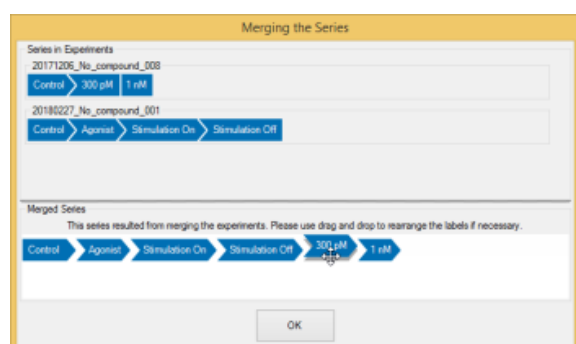 Merging the Series
Series in Experiments
20171206_No_compound_008
Control 300 pM 1 nM
20180227_No_compound_001
Control Agonist Stimulation On Stimulation Off
Merged Series
This series resulted from merging the experiments. Please use drag and drop to rearrange the labels if necessary.
Control Agonist Stimulation On Stimulation Off 300 pM 1 nM
OK